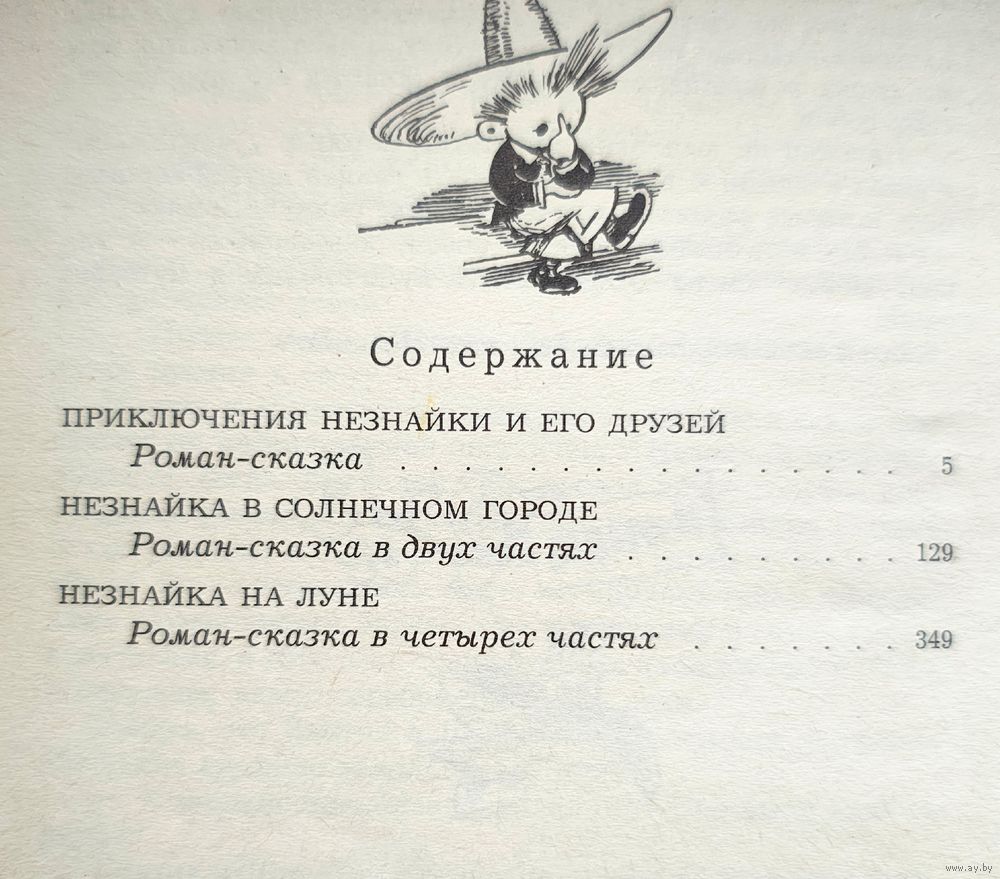 Содержание
ПРИКЛЮЧЕНИЯ НЕЗНАЙКИ И ЕГО ДРУЗЕЙ
Роман-сказка . . . . . . . . . . . . . . . . 5
НЕЗНАЙКА В СОЛНЕЧНОМ ГОРОДЕ
Роман-сказка в двух частях . . . . . . . 129
НЕЗНАЙКА НА ЛУНЕ
Роман-сказка в четырех частях . . . . . . . 349
www.ay.by